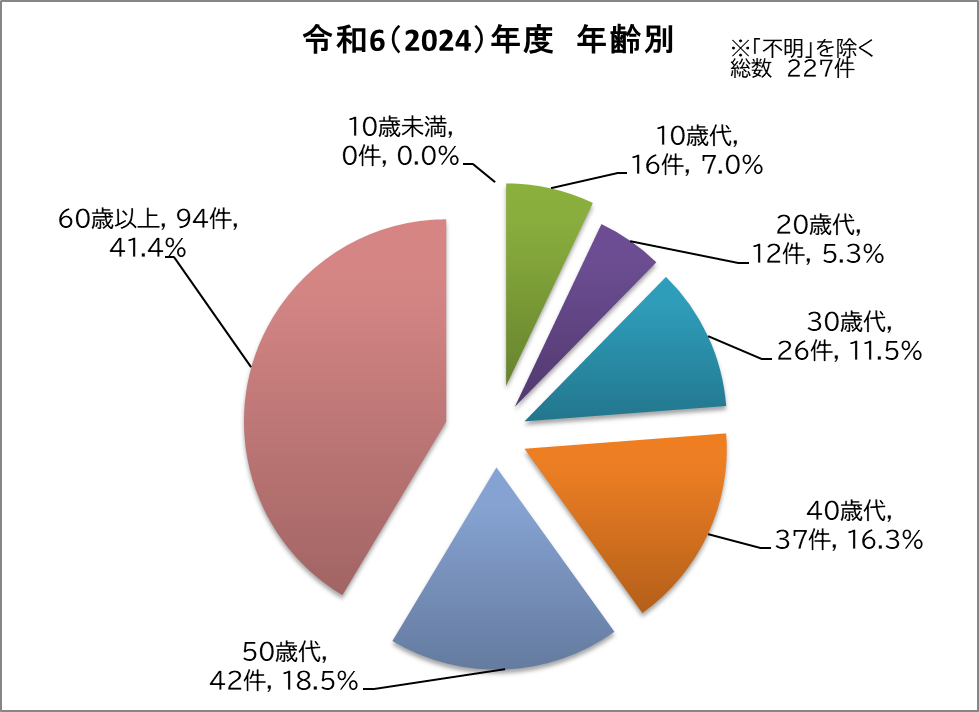 令和6（2024）年度　年齢別
※「不明」を除く
総数　227件
10歳未満,
0件, 0.0%
10歳代,
16件, 7.0%
20歳代,
12件, 5.3%
30歳代,
26件, 11.5%
40歳代,
37件, 16.3%
50歳代,
42件, 18.5%
60歳以上, 94件,
41.4%